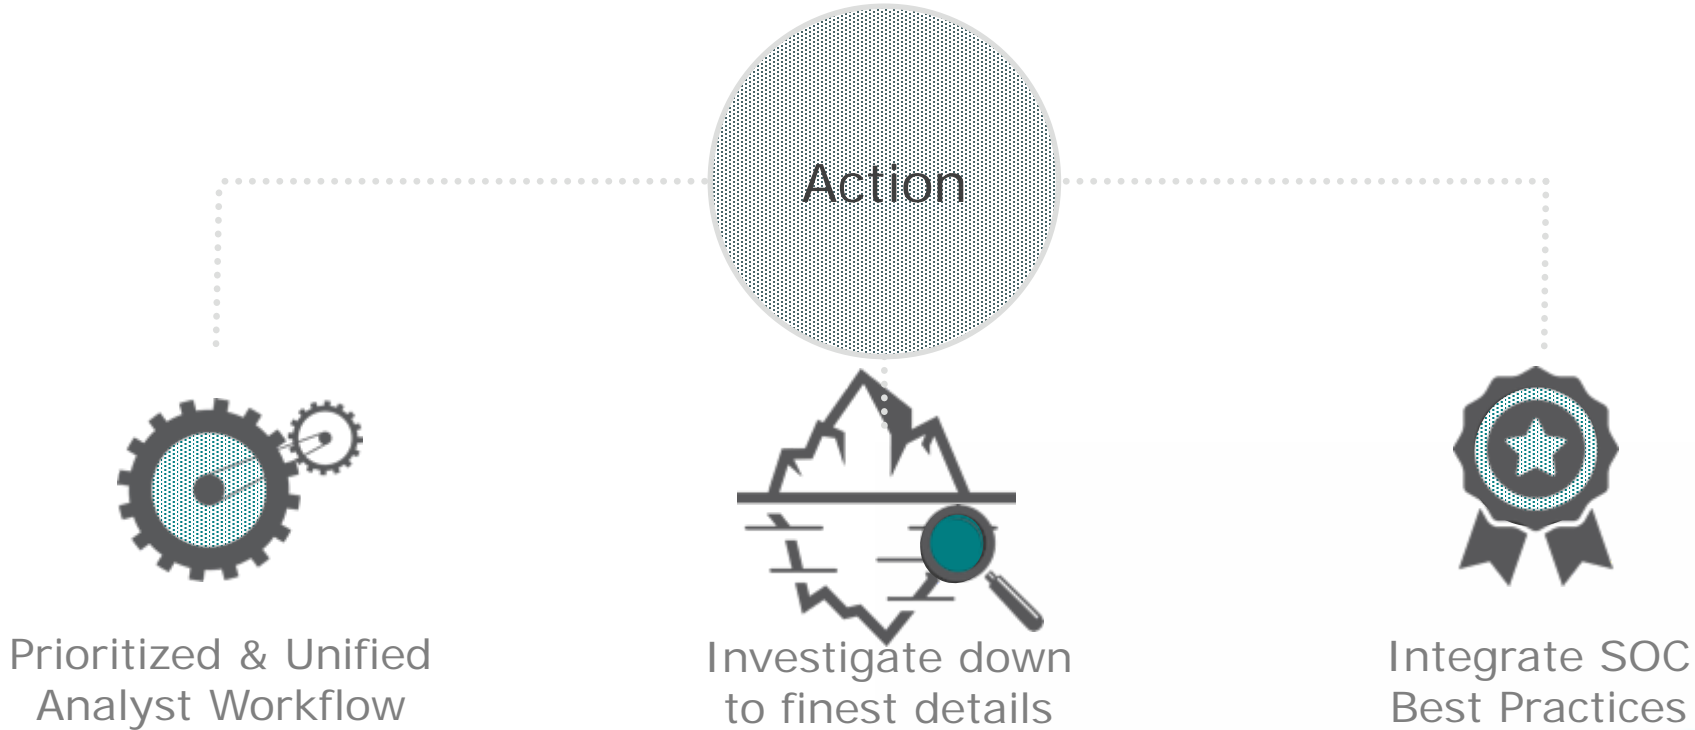 Action
Prioritized & Unified
Analyst Workflow
Investigate down
to finest details
Integrate SOC
Best Practices